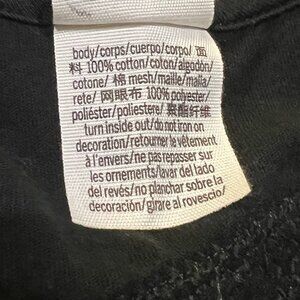 body/corps/cuerpo/corpo/ 面
料 100% cotton/coton/algodón/
cotone/ 棉 mesh/maille/malla/
rete/ 网眼布 100% polyester/
poliéster/poliestere/ 聚酯纤维
turn inside out/do not iron on
decoration/retourner le vêtement
à l'envers/ne pas repasser sur
les ornements/lavar del lado
del revés/no planchar sobre la
decoración/girare al rovescio/